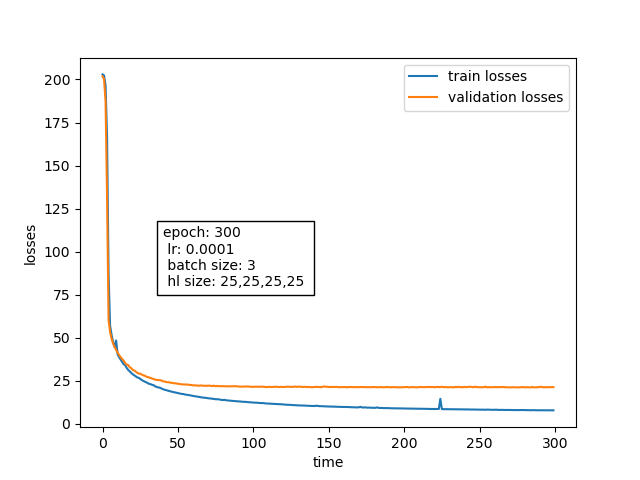 train losses
validation losses
200
175
150
125
100
75
50
25
0
losses
epoch: 300
lr: 0.0001
batch size: 3
hl size: 25,25,25,25
0
50
100
150
200
250
300
time